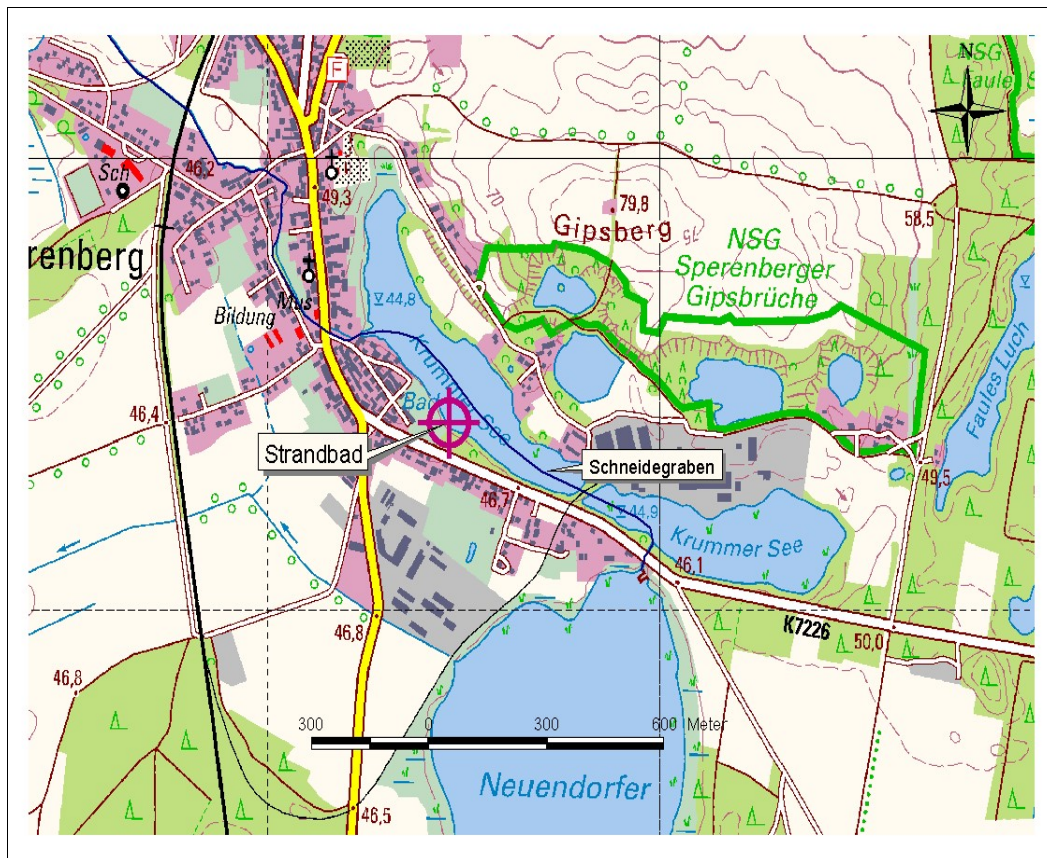 F
N
NSG
Faule S
Sch
46,2
49,3
79,8
Gipsberg
70
75
58,5
NSG
Sperenberger
Gipsbrüche
renberg
44,8
Mus
Bildung
Krummer See
Bad
Faules Luch
46,4
Strandbad
Schneidegraben
46,7
49,5
44,9
Krummer See
46,1
K7226
46,8
50,0
46,8
300 0 300 600 Meter
Neuendorfer
46,5